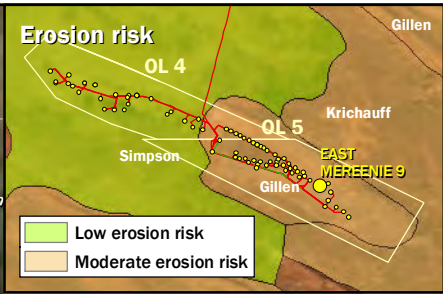 Erosion risk
Gillen
OL 4
Krichauff
OL 5
Simpson
EAST
MEREENIE 9
Gillen
Low erosion risk
Moderate erosion risk